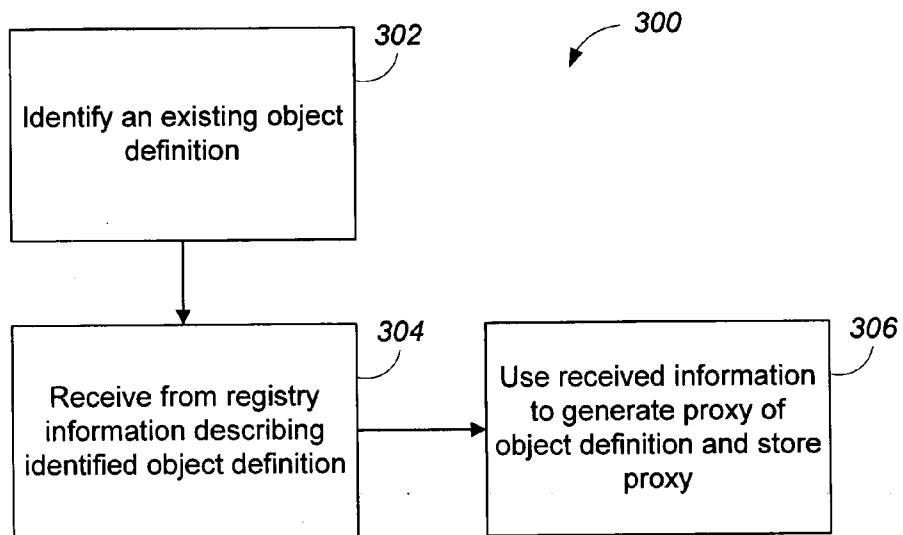 300
302
Identify an existing object
definition
304
Receive from registry
information describing
identified object definition
306
Use received information
to generate proxy of
object definition and store
proxy